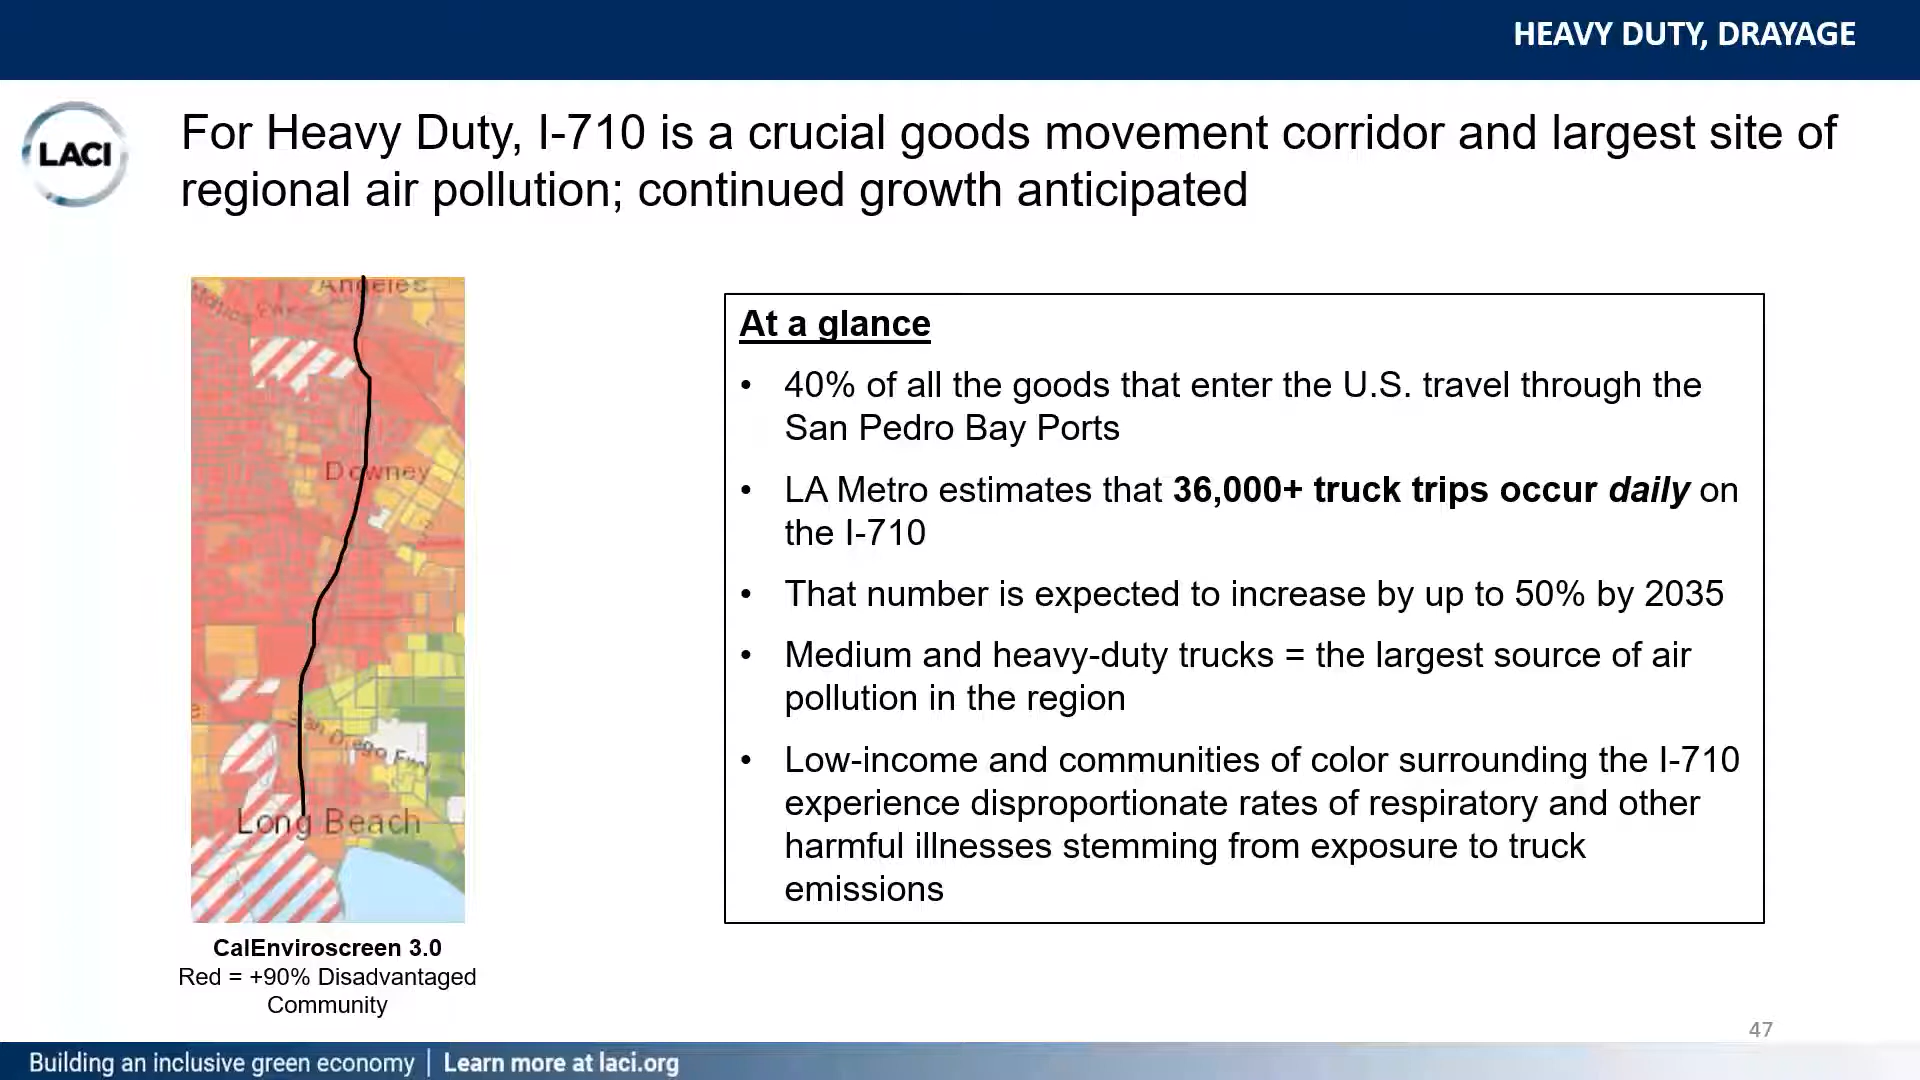 HEAVY DUTY, DRAYAGE
LACI
For Heavy Duty, I-710 is a crucial goods movement corridor and largest site of
regional air pollution; continued growth anticipated
Angeles
Downey
San Diego Fwy
Long Beach
CalEnviroscreen 3.0
Red = +90% Disadvantaged
Community
At a glance
• 40% of all the goods that enter the U.S. travel through the
San Pedro Bay Ports
• LA Metro estimates that 36,000+ truck trips occur daily on
the I-710
• That number is expected to increase by up to 50% by 2035
• Medium and heavy-duty trucks = the largest source of air
pollution in the region
• Low-income and communities of color surrounding the I-710
experience disproportionate rates of respiratory and other
harmful illnesses stemming from exposure to truck
emissions
47
Building an inclusive green economy | Learn more at laci.org